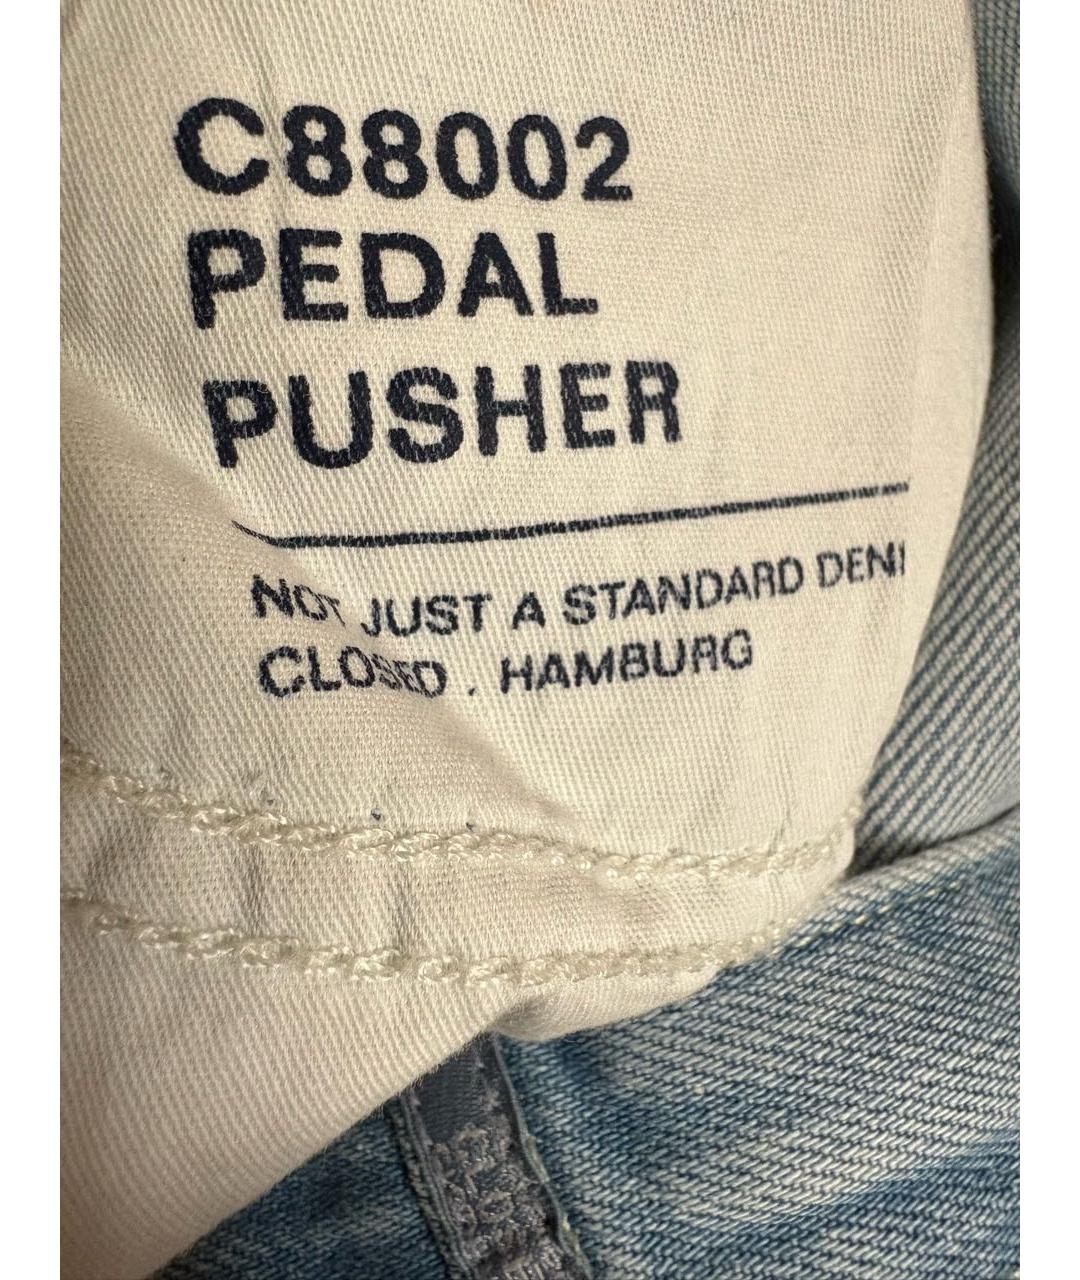 C88002
PEDAL
PUSHER
NOT JUST A STANDARD DENI
CLOSED . HAMBURG